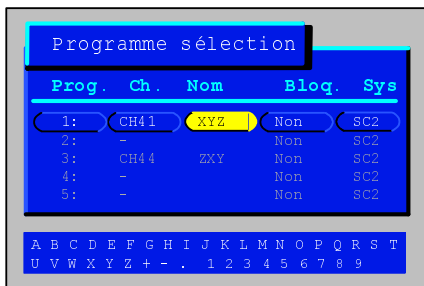 Programme sélection
Prog. Ch. Nom Bloq. Sys
1: CH41 XYZ Non SC2
2: - Non SC2
3: CH44 ZXY Non SC2
4: - Non SC2
5: - Non SC2
A B C D E F G H I J K L M N O P Q R S T
U V W X Y Z + - . 1 2 3 4 5 6 7 8 9